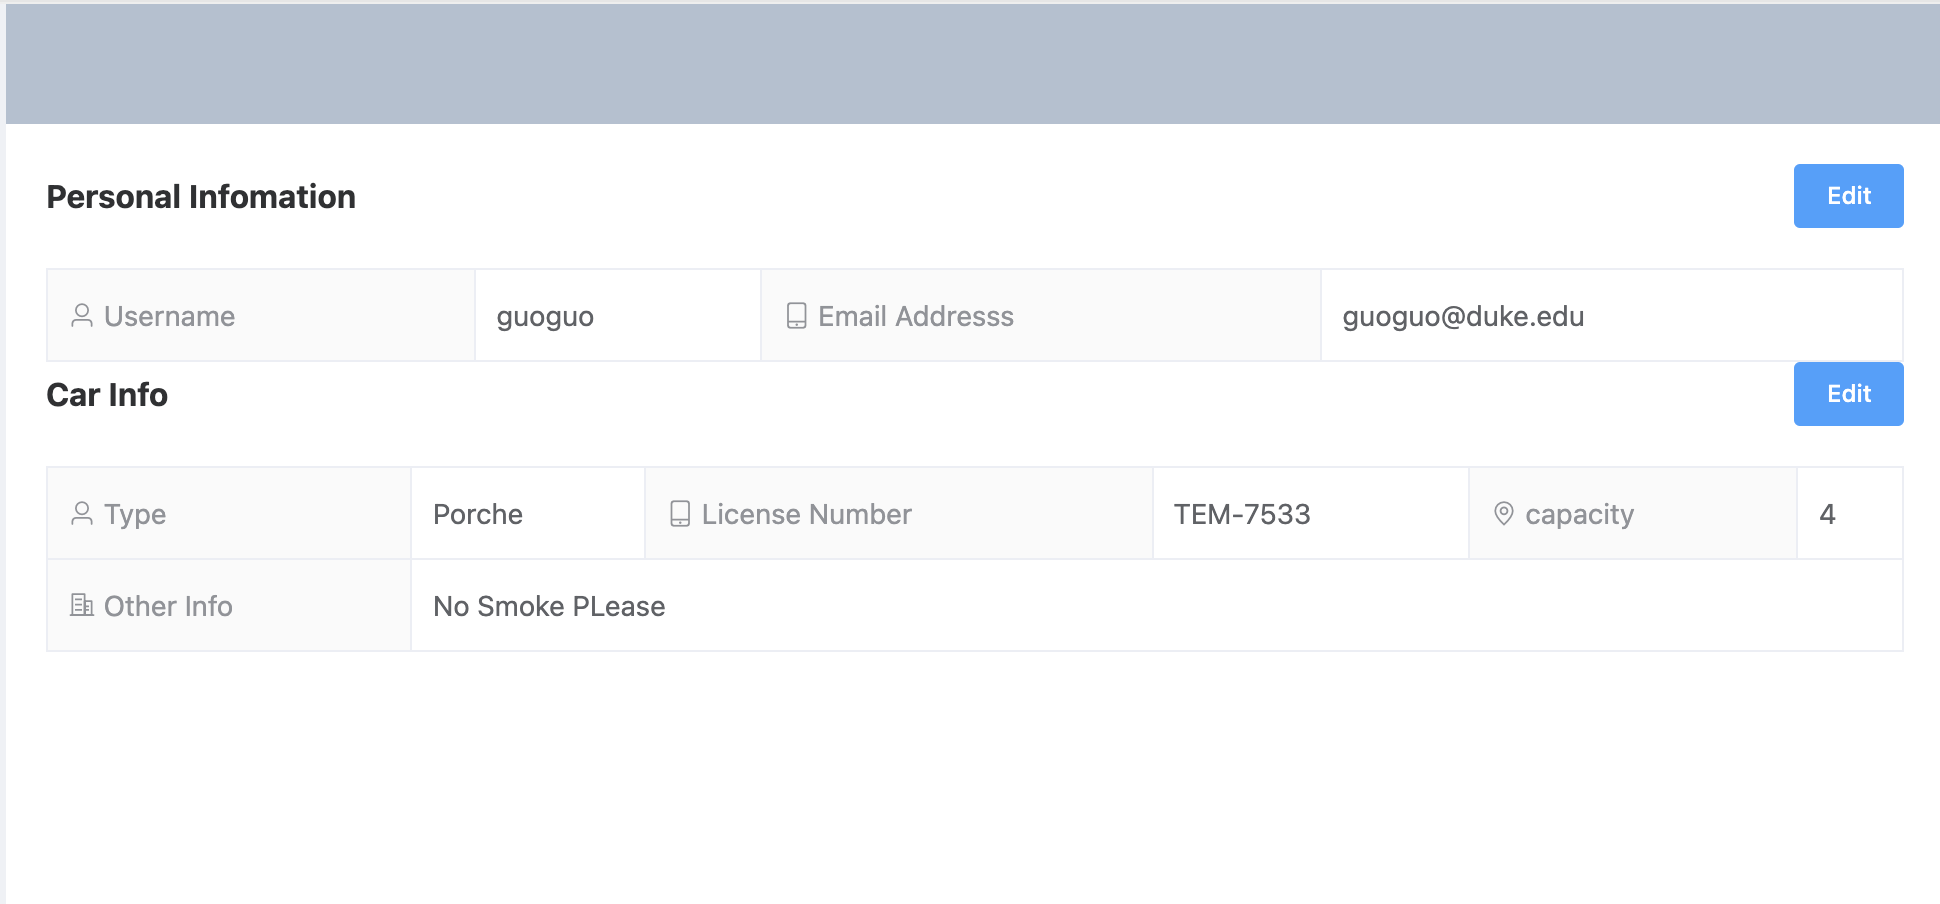 Personal Infomation
Edit
Username guoguo Email Addresss guoguo@duke.edu
Car Info
Edit
Type Porche License Number TEM-7533 capacity 4
Other Info No Smoke PLease